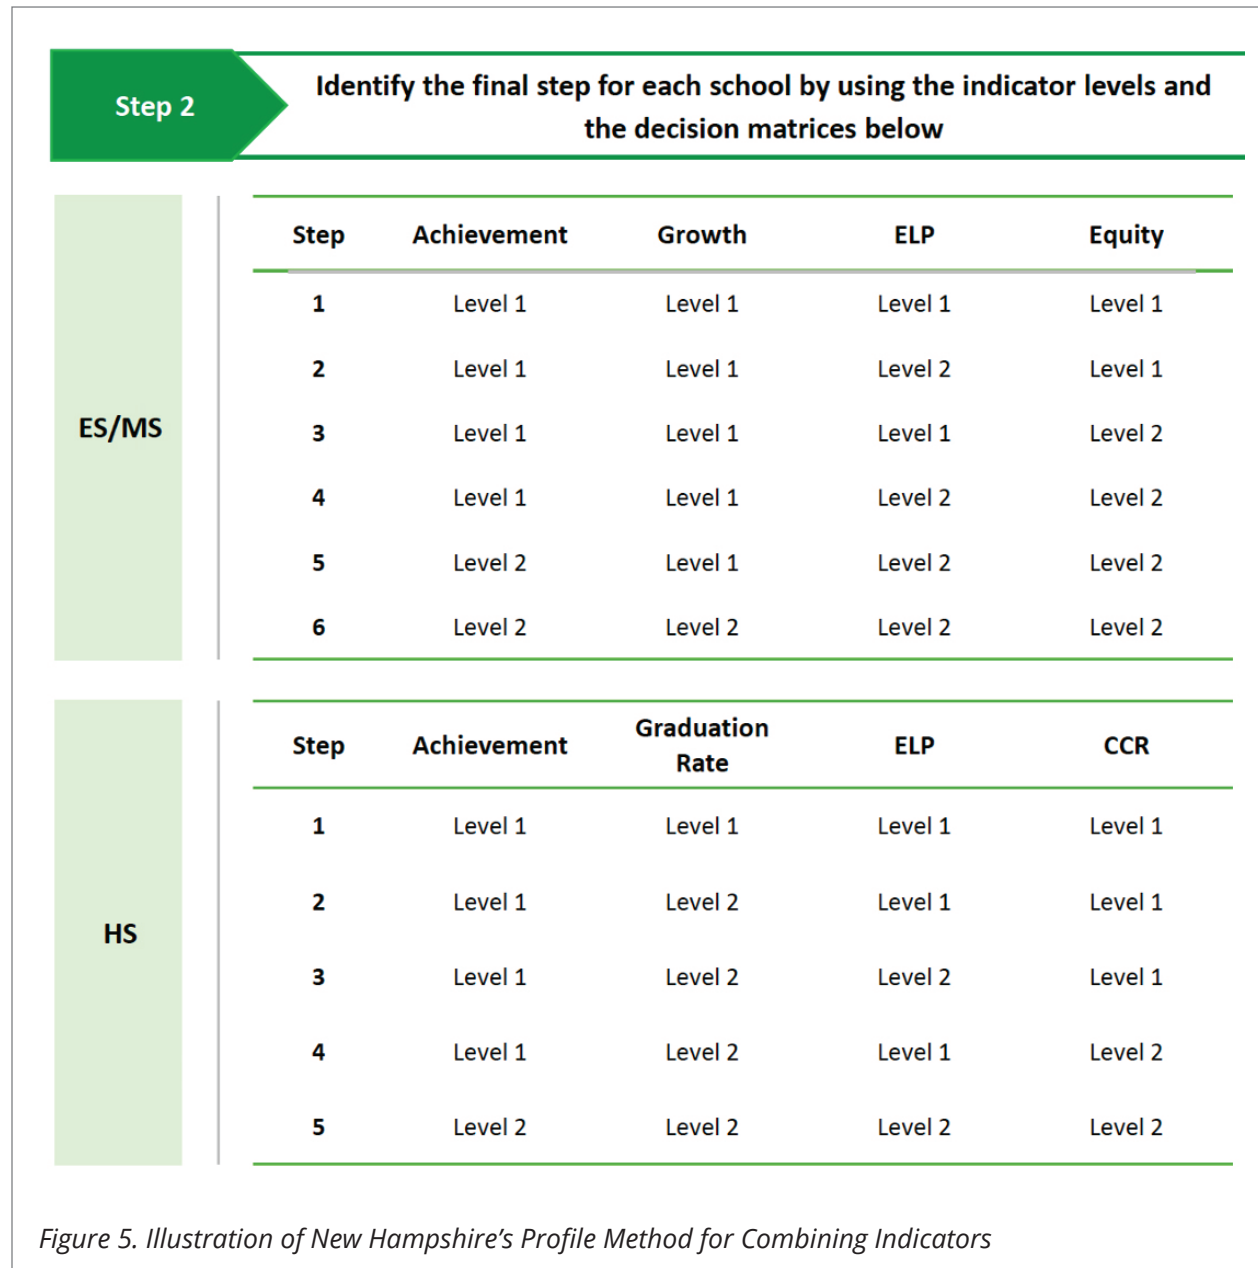 Step 2
Identify the final step for each school by using the indicator levels and
the decision matrices below
ES/MS
Step Achievement Growth ELP Equity
1 Level 1 Level 1 Level 1 Level 1
2 Level 1 Level 1 Level 2 Level 1
3 Level 1 Level 1 Level 1 Level 2
4 Level 1 Level 1 Level 2 Level 2
5 Level 2 Level 1 Level 2 Level 2
6 Level 2 Level 2 Level 2 Level 2
HS
Step Achievement Graduation Rate ELP CCR
1 Level 1 Level 1 Level 1 Level 1
2 Level 1 Level 2 Level 1 Level 1
3 Level 1 Level 2 Level 2 Level 1
4 Level 1 Level 2 Level 1 Level 2
5 Level 2 Level 2 Level 2 Level 2
Figure 5. Illustration of New Hampshire's Profile Method for Combining Indicators